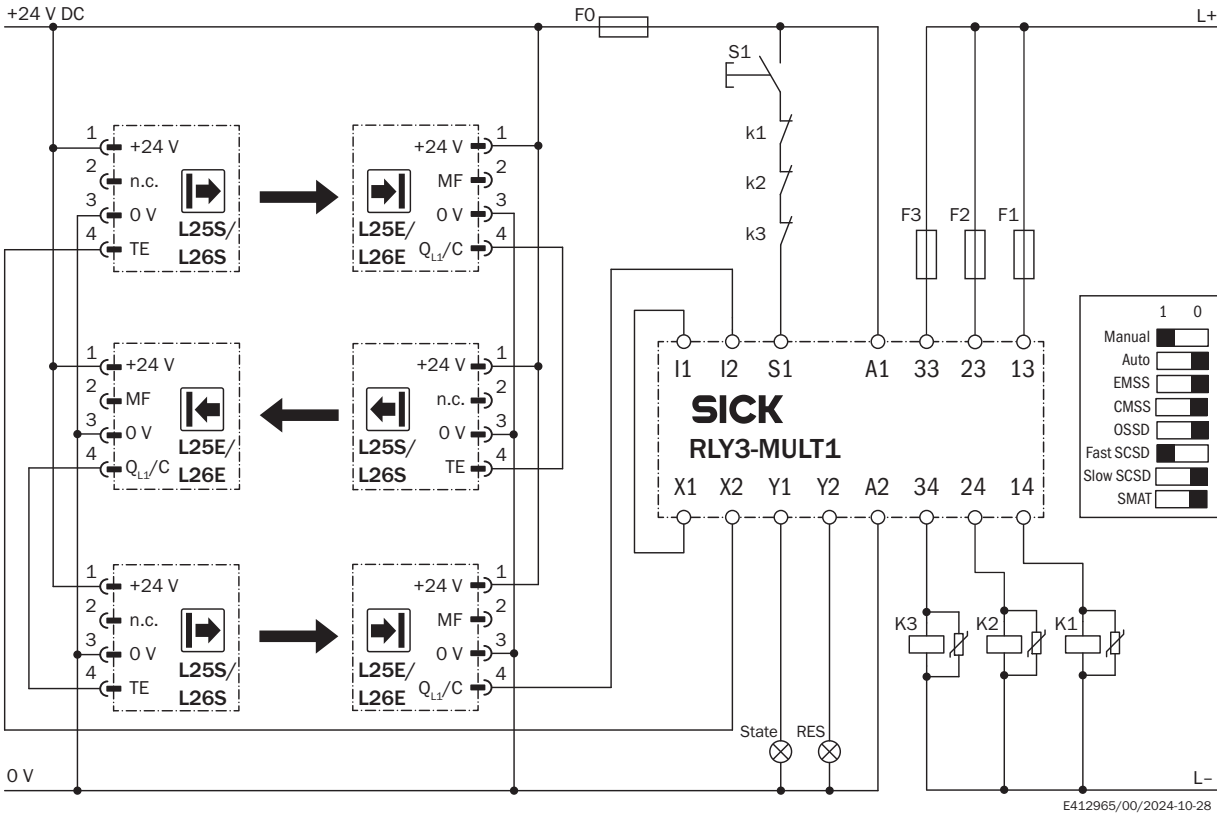 +24 V DC
F0
L+
S1
k1
k2
k3
F3
F2
F1
1
+24 V
2
n.c.
3
0 V
4
TE
L25S/
L26S
+24 V
1
MF
2
0 V
3
QL1/C
4
L25E/
L26E
1
+24 V
2
MF
3
0 V
4
QL1/C
L25E/
L26E
+24 V
1
n.c.
2
0 V
3
TE
4
L25S/
L26S
1
+24 V
2
n.c.
3
0 V
4
TE
L25S/
L26S
+24 V
1
MF
2
0 V
3
QL1/C
4
L25E/
L26E
I1 I2 S1 A1 33 23 13
SICK
RLY3-MULT1
X1 X2 Y1 Y2 A2 34 24 14
1 0
Manual
Auto
EMSS
CMSS
OSSD
Fast SCSD
Slow SCSD
SMAT
K3
K2
K1
State
RES
0 V
L–
E412965/00/2024-10-28